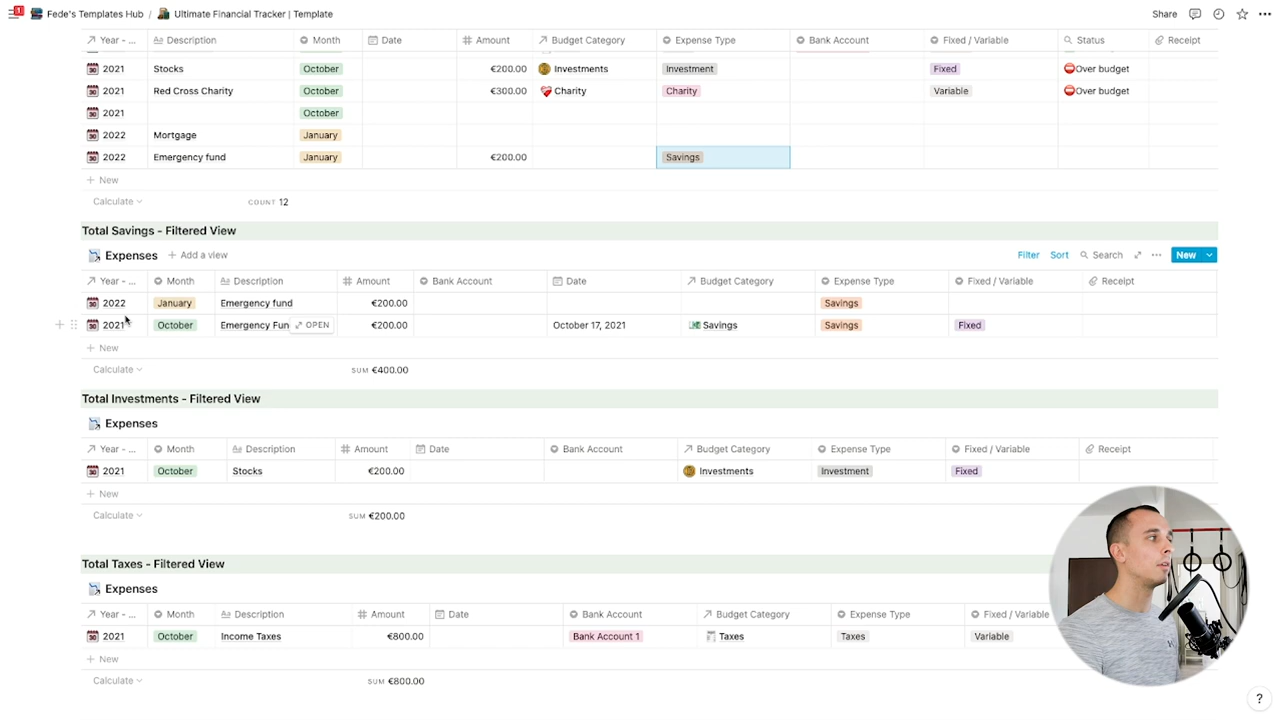 Fede's Templates Hub / Ultimate Financial Tracker | Template Share
Year - ... Description Month Date Amount Budget Category Expense Type Bank Account Fixed / Variable Status Receipt
2021 Stocks October €200.00 Investments Investment Fixed Over budget
2021 Red Cross Charity October €300.00 Charity Charity Variable Over budget
2021 October
2022 Mortgage January
2022 Emergency fund January €200.00 Savings
+ New
Calculate COUNT 12
Total Savings - Filtered View
Expenses + Add a view Filter Sort Search ... New
Year - ... Month Description Amount Bank Account Date Budget Category Expense Type Fixed / Variable Receipt
2022 January Emergency fund €200.00 Savings
2021 October Emergency Fun OPEN €200.00 October 17, 2021 Savings Savings Fixed
+ New
Calculate SUM €400.00
Total Investments - Filtered View
Expenses
Year - ... Month Description Amount Date Bank Account Budget Category Expense Type Fixed / Variable Receipt
2021 October Stocks €200.00 Investments Investment Fixed
+ New
Calculate SUM €200.00
Total Taxes - Filtered View
Expenses
Year - ... Month Description Amount Date Bank Account Budget Category Expense Type Fixed / Variable
2021 October Income Taxes €800.00 Bank Account 1 Taxes Taxes Variable
+ New
Calculate SUM €800.00
?